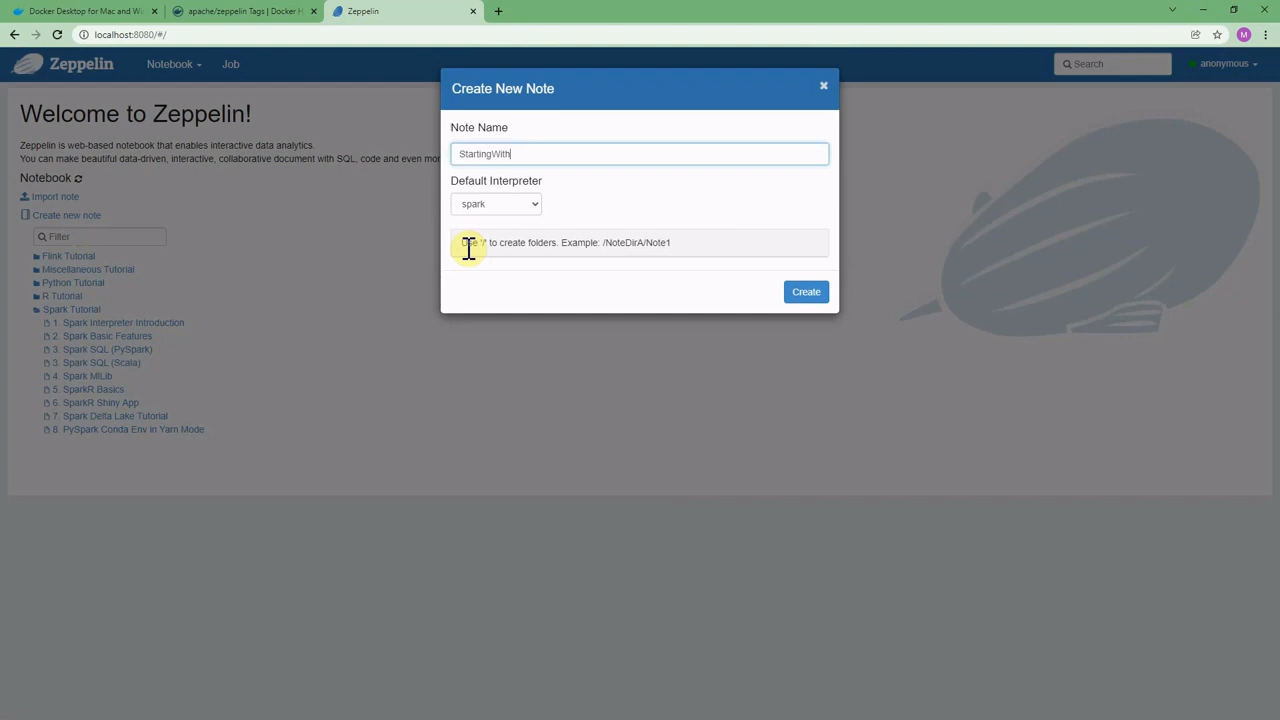 Docker Desktop for Mac and Wi
apache/zeppelin Tags | Docker H
Zeppelin
localhost:8080/#/
M
Zeppelin
Notebook
Job
Search
anonymous
Create New Note
Note Name
StartingWith
Default Interpreter
spark
Use '/' to create folders. Example: /NoteDirA/Note1
Create
Welcome to Zeppelin!
Zeppelin is web-based notebook that enables interactive data analytics.
You can make beautiful data-driven, interactive, collaborative document with SQL, code and even mor
Notebook
Import note
Create new note
Filter
Flink Tutorial
Miscellaneous Tutorial
Python Tutorial
R Tutorial
Spark Tutorial
1. Spark Interpreter Introduction
2. Spark Basic Features
3. Spark SQL (PySpark)
3. Spark SQL (Scala)
4. Spark MlLib
5. SparkR Basics
6. SparkR Shiny App
7. Spark Delta Lake Tutorial
8. PySpark Conda Env in Yarn Mode